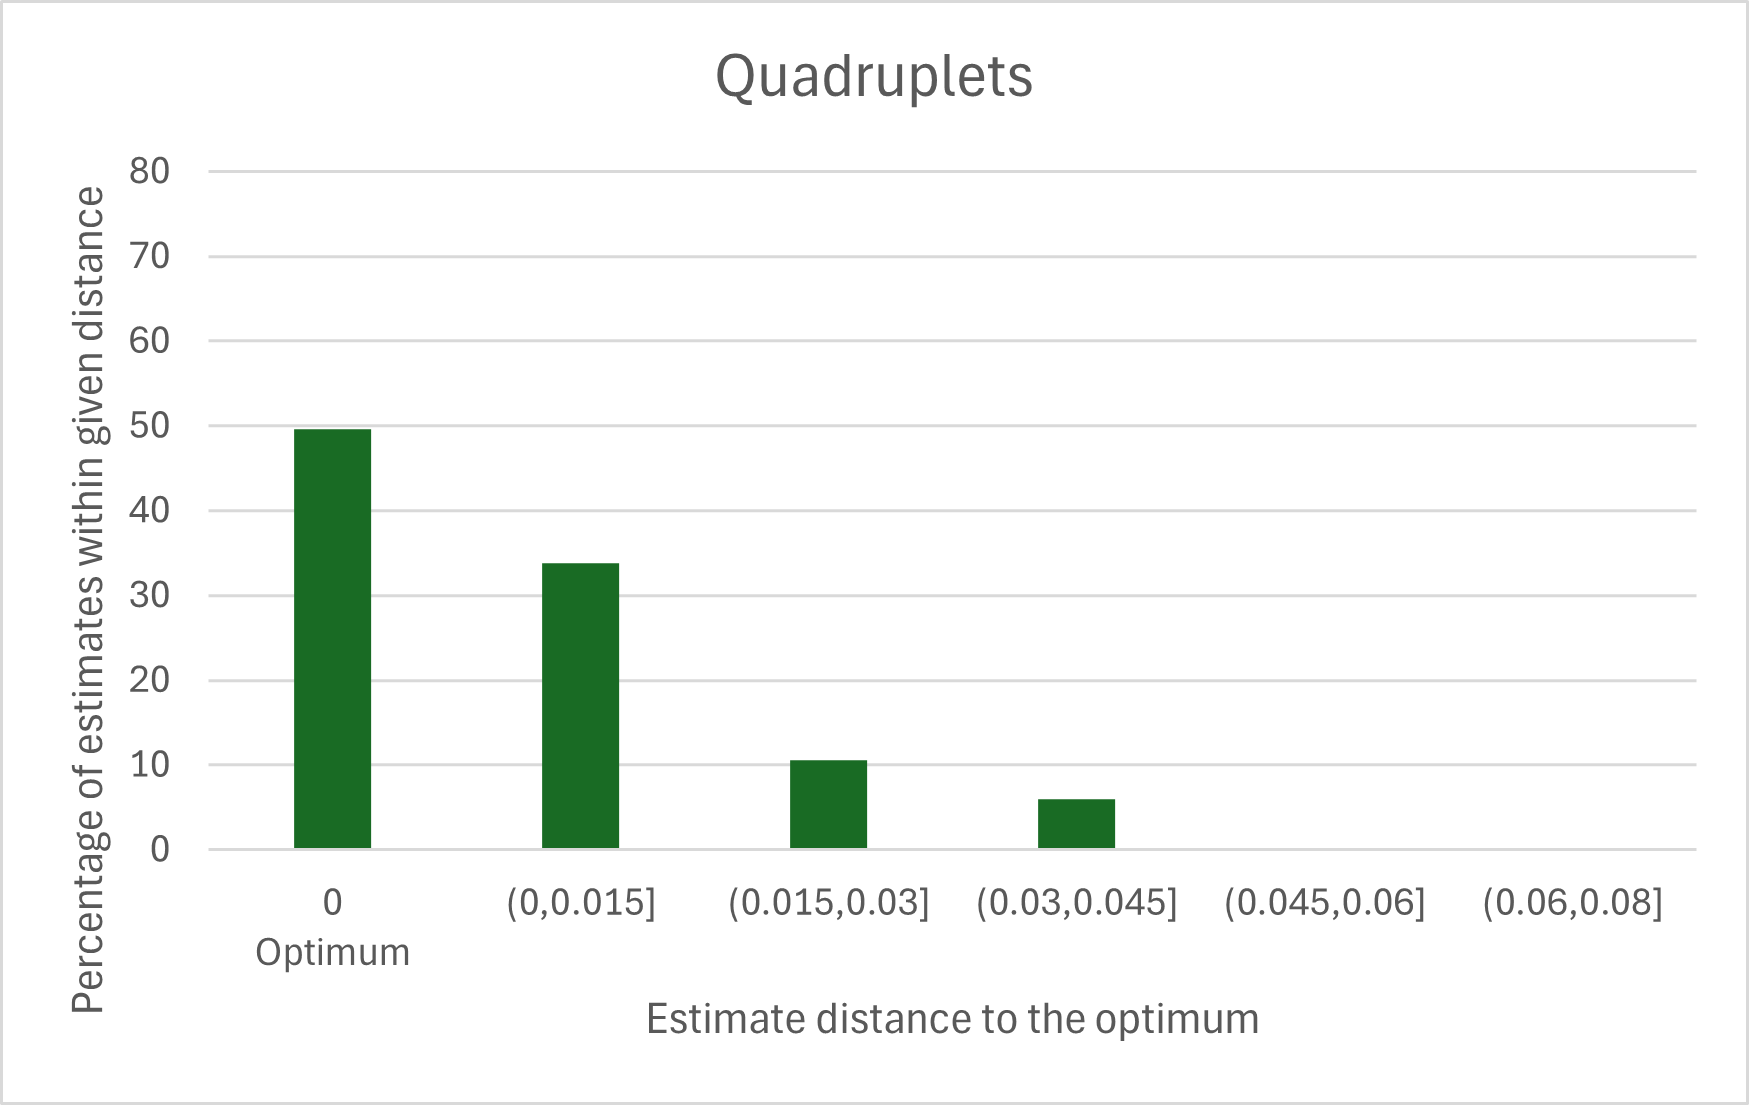 Quadruplets
Percentage of estimates within given distance
80
70
60
50
40
30
20
10
0
0 (0,0.015] (0.015,0.03] (0.03,0.045] (0.045,0.06] (0.06,0.08]
Optimum
Estimate distance to the optimum